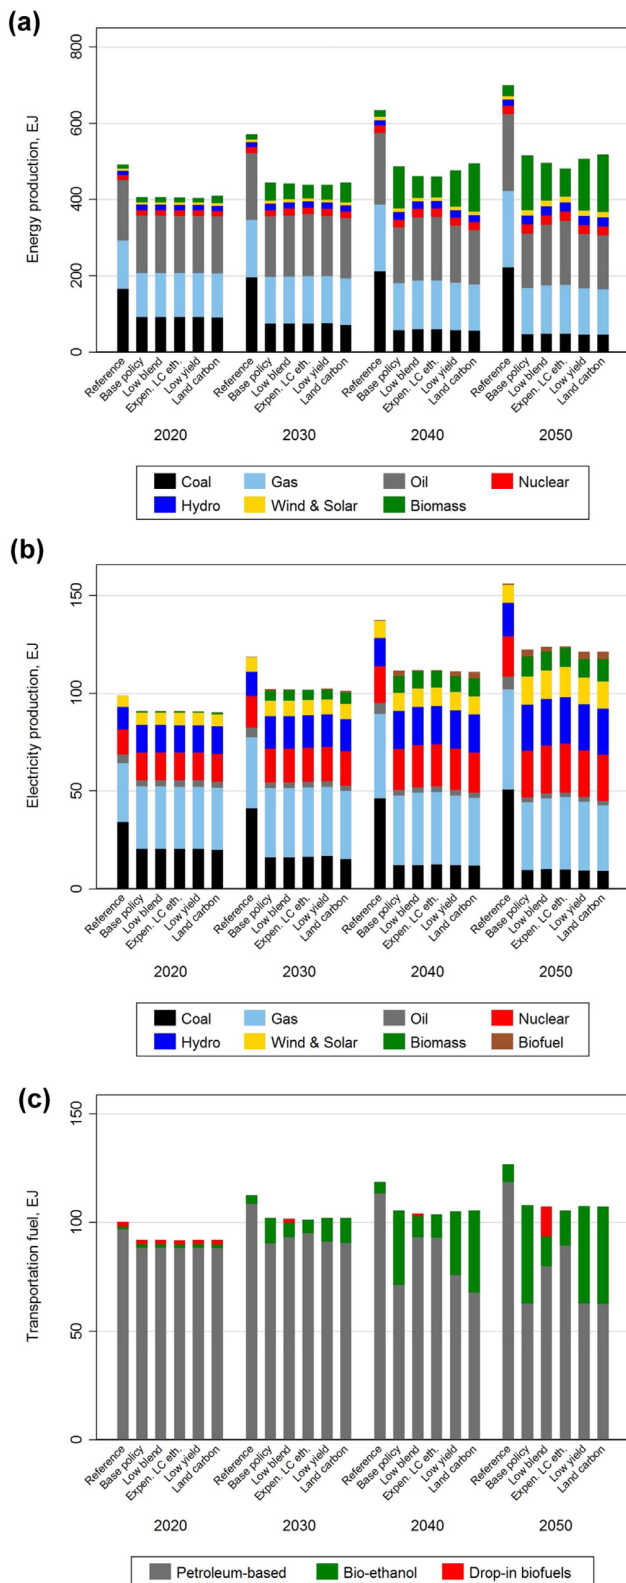 (a)
800
600
400
200
0
Energy production, EJ
Reference
Base policy
Low blend
Expen. LC eth.
Low yield
Land carbon
Reference
Base policy
Low blend
Expen. LC eth.
Low yield
Land carbon
Reference
Base policy
Low blend
Expen. LC eth.
Low yield
Land carbon
Reference
Base policy
Low blend
Expen. LC eth.
Low yield
Land carbon
2020 2030 2040 2050
Coal Gas Oil Nuclear
Hydro Wind & Solar Biomass
(b)
150
100
50
0
Electricity production, EJ
Reference
Base policy
Low blend
Expen. LC eth.
Low yield
Land carbon
Reference
Base policy
Low blend
Expen. LC eth.
Low yield
Land carbon
Reference
Base policy
Low blend
Expen. LC eth.
Low yield
Land carbon
Reference
Base policy
Low blend
Expen. LC eth.
Low yield
Land carbon
2020 2030 2040 2050
Coal Gas Oil Nuclear
Hydro Wind & Solar Biomass Biofuel
(c)
150
100
50
0
Transportation fuel, EJ
Reference
Base policy
Low blend
Expen. LC eth.
Low yield
Land carbon
Reference
Base policy
Low blend
Expen. LC eth.
Low yield
Land carbon
Reference
Base policy
Low blend
Expen. LC eth.
Low yield
Land carbon
Reference
Base policy
Low blend
Expen. LC eth.
Low yield
Land carbon
2020 2030 2040 2050
Petroleum-based Bio-ethanol Drop-in biofuels